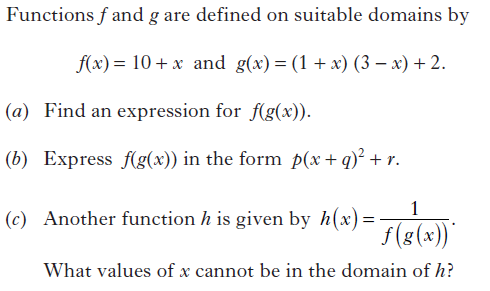 Functions f and g are defined on suitable domains by
f(x) = 10 + x and g(x) = (1 + x) (3 – x) + 2.
(a) Find an expression for f(g(x)).
(b) Express f(g(x)) in the form p(x + q)² + r.
(c) Another function h is given by h(x) = 1/f(g(x)).
What values of x cannot be in the domain of h?